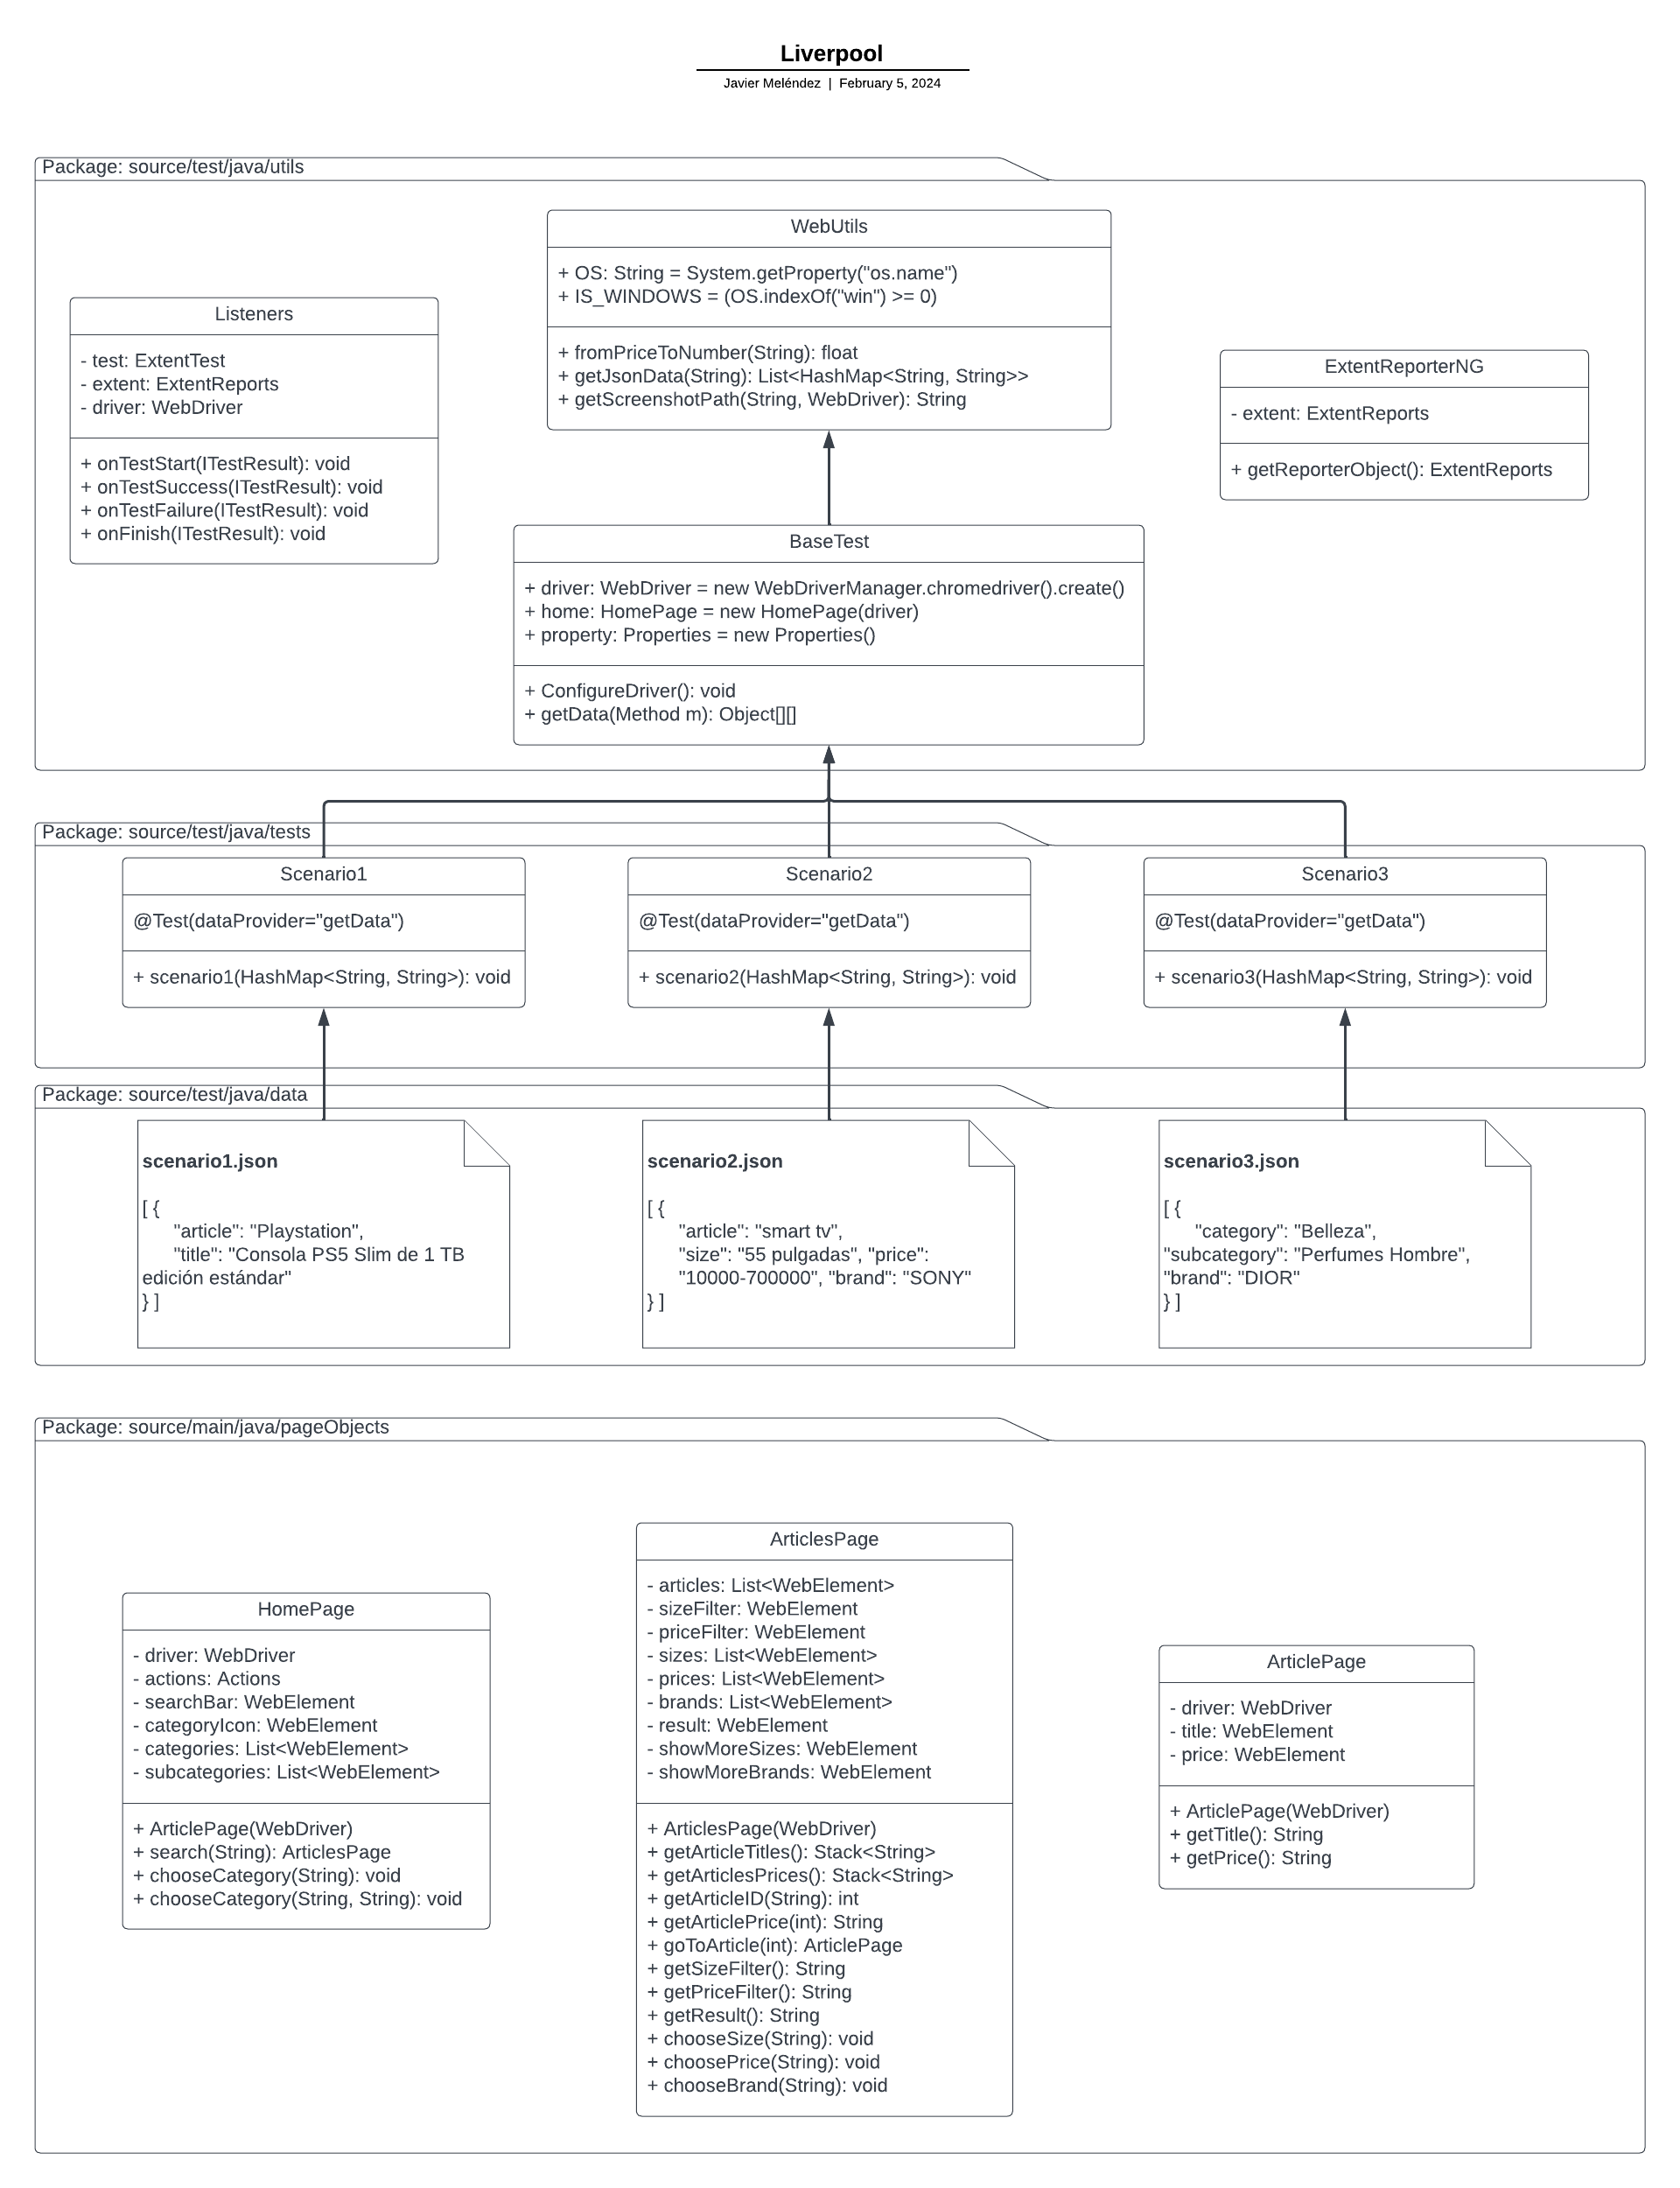 Liverpool
Javier Meléndez | February 5, 2024
Package: source/test/java/utils
WebUtils
+ OS: String = System.getProperty("os.name")
+ IS_WINDOWS = (OS.indexOf("win") >= 0)
+ fromPriceToNumber(String): float
+ getJsonData(String): List<HashMap<String, String>>
+ getScreenshotPath(String, WebDriver): String
Listeners
- test: ExtentTest
- extent: ExtentReports
- driver: WebDriver
+ onTestStart(ITestResult): void
+ onTestSuccess(ITestResult): void
+ onTestFailure(ITestResult): void
+ onFinish(ITestResult): void
ExtentReporterNG
- extent: ExtentReports
+ getReporterObject(): ExtentReports
BaseTest
+ driver: WebDriver = new WebDriverManager.chromedriver().create()
+ home: HomePage = new HomePage(driver)
+ property: Properties = new Properties()
+ ConfigureDriver(): void
+ getData(Method m): Object[][]
Package: source/test/java/tests
Scenario1
@Test(dataProvider="getData")
+ scenario1(HashMap<String, String>): void
Scenario2
@Test(dataProvider="getData")
+ scenario2(HashMap<String, String>): void
Scenario3
@Test(dataProvider="getData")
+ scenario3(HashMap<String, String>): void
Package: source/test/java/data
scenario1.json
[ {
"article": "Playstation",
"title": "Consola PS5 Slim de 1 TB
edición estándar"
} ]
scenario2.json
[ {
"article": "smart tv",
"size": "55 pulgadas", "price":
"10000-700000", "brand": "SONY"
} ]
scenario3.json
[ {
"category": "Belleza",
"subcategory": "Perfumes Hombre",
"brand": "DIOR"
} ]
Package: source/main/java/pageObjects
HomePage
- driver: WebDriver
- actions: Actions
- searchBar: WebElement
- categoryIcon: WebElement
- categories: List<WebElement>
- subcategories: List<WebElement>
+ ArticlePage(WebDriver)
+ search(String): ArticlesPage
+ chooseCategory(String): void
+ chooseCategory(String, String): void
ArticlesPage
- articles: List<WebElement>
- sizeFilter: WebElement
- priceFilter: WebElement
- sizes: List<WebElement>
- prices: List<WebElement>
- brands: List<WebElement>
- result: WebElement
- showMoreSizes: WebElement
- showMoreBrands: WebElement
+ ArticlesPage(WebDriver)
+ getArticleTitles(): Stack<String>
+ getArticlesPrices(): Stack<String>
+ getArticleID(String): int
+ getArticlePrice(int): String
+ goToArticle(int): ArticlePage
+ getSizeFilter(): String
+ getPriceFilter(): String
+ getResult(): String
+ chooseSize(String): void
+ choosePrice(String): void
+ chooseBrand(String): void
ArticlePage
- driver: WebDriver
- title: WebElement
- price: WebElement
+ ArticlePage(WebDriver)
+ getTitle(): String
+ getPrice(): String